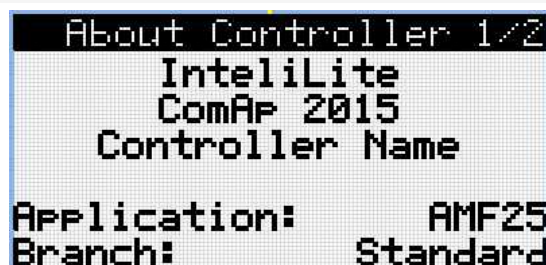 About Controller 1/2
InteliLite
ComAp 2015
Controller Name
Application: AMF25
Branch: Standard